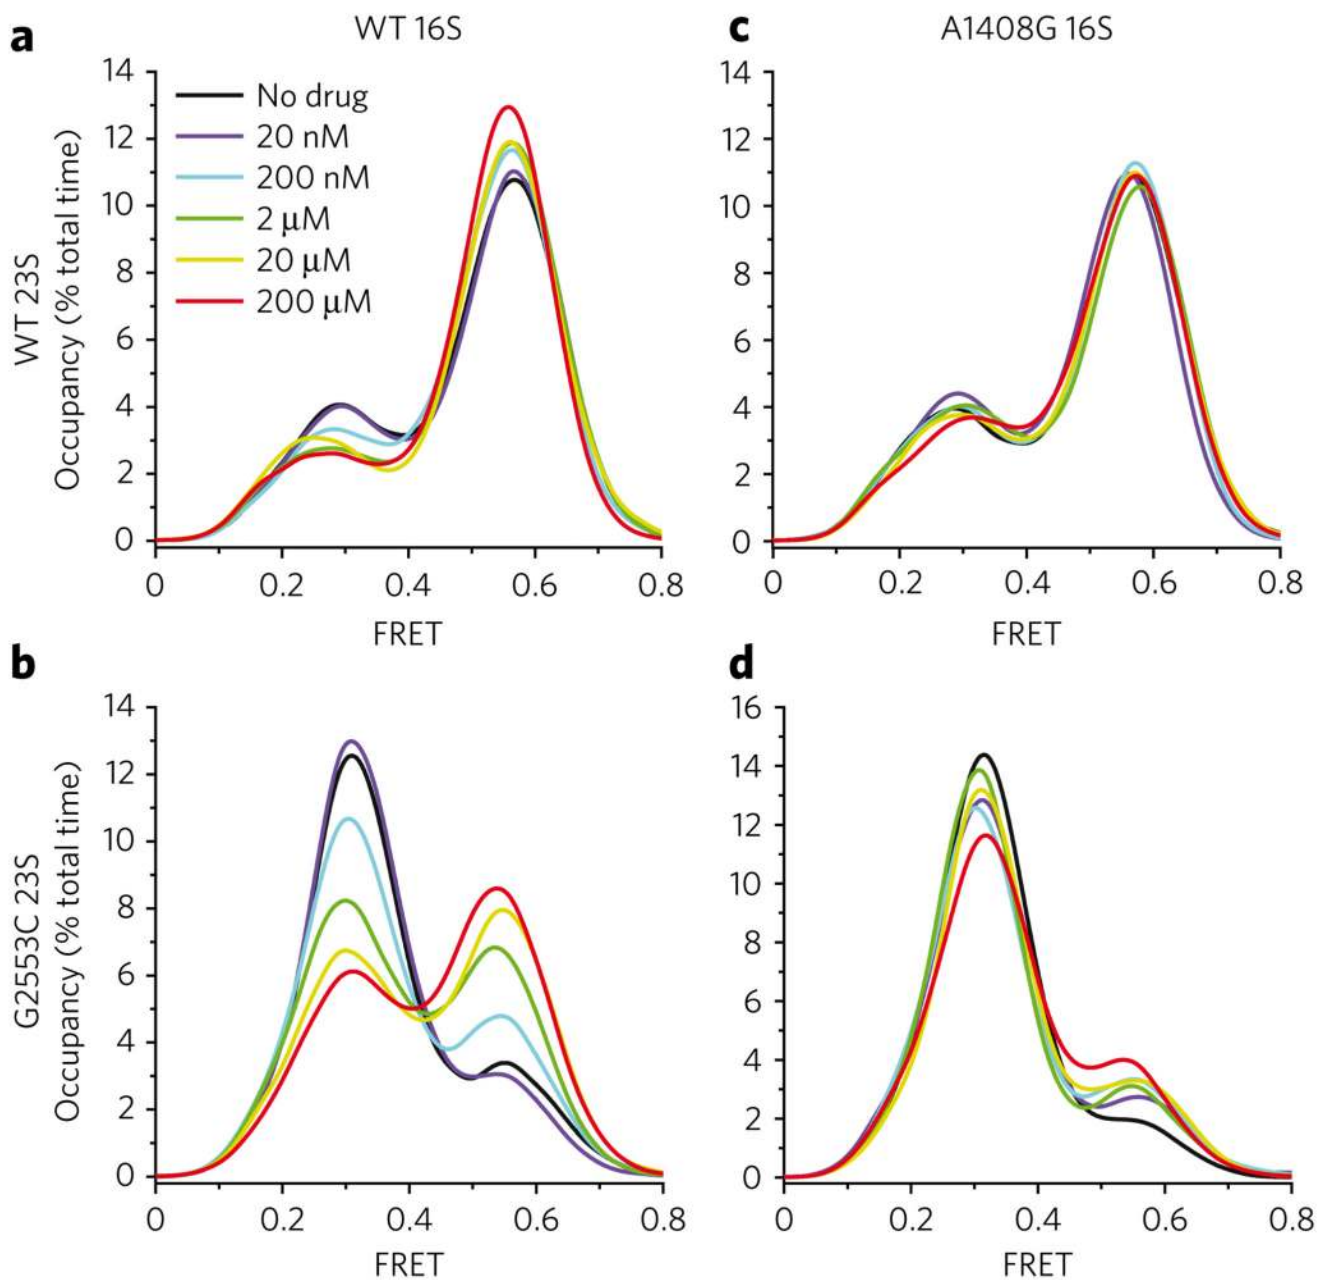 a
WT 16S
WT 23S
Occupancy (% total time)
14
12
10
8
6
4
2
0
No drug
20 nM
200 nM
2 μM
20 μM
200 μM
0
0.2
0.4
0.6
0.8
FRET
c
A1408G 16S
14
12
10
8
6
4
2
0
0
0.2
0.4
0.6
0.8
FRET
b
G2553C 23S
Occupancy (% total time)
14
12
10
8
6
4
2
0
0
0.2
0.4
0.6
0.8
FRET
d
16
14
12
10
8
6
4
2
0
0
0.2
0.4
0.6
0.8
FRET